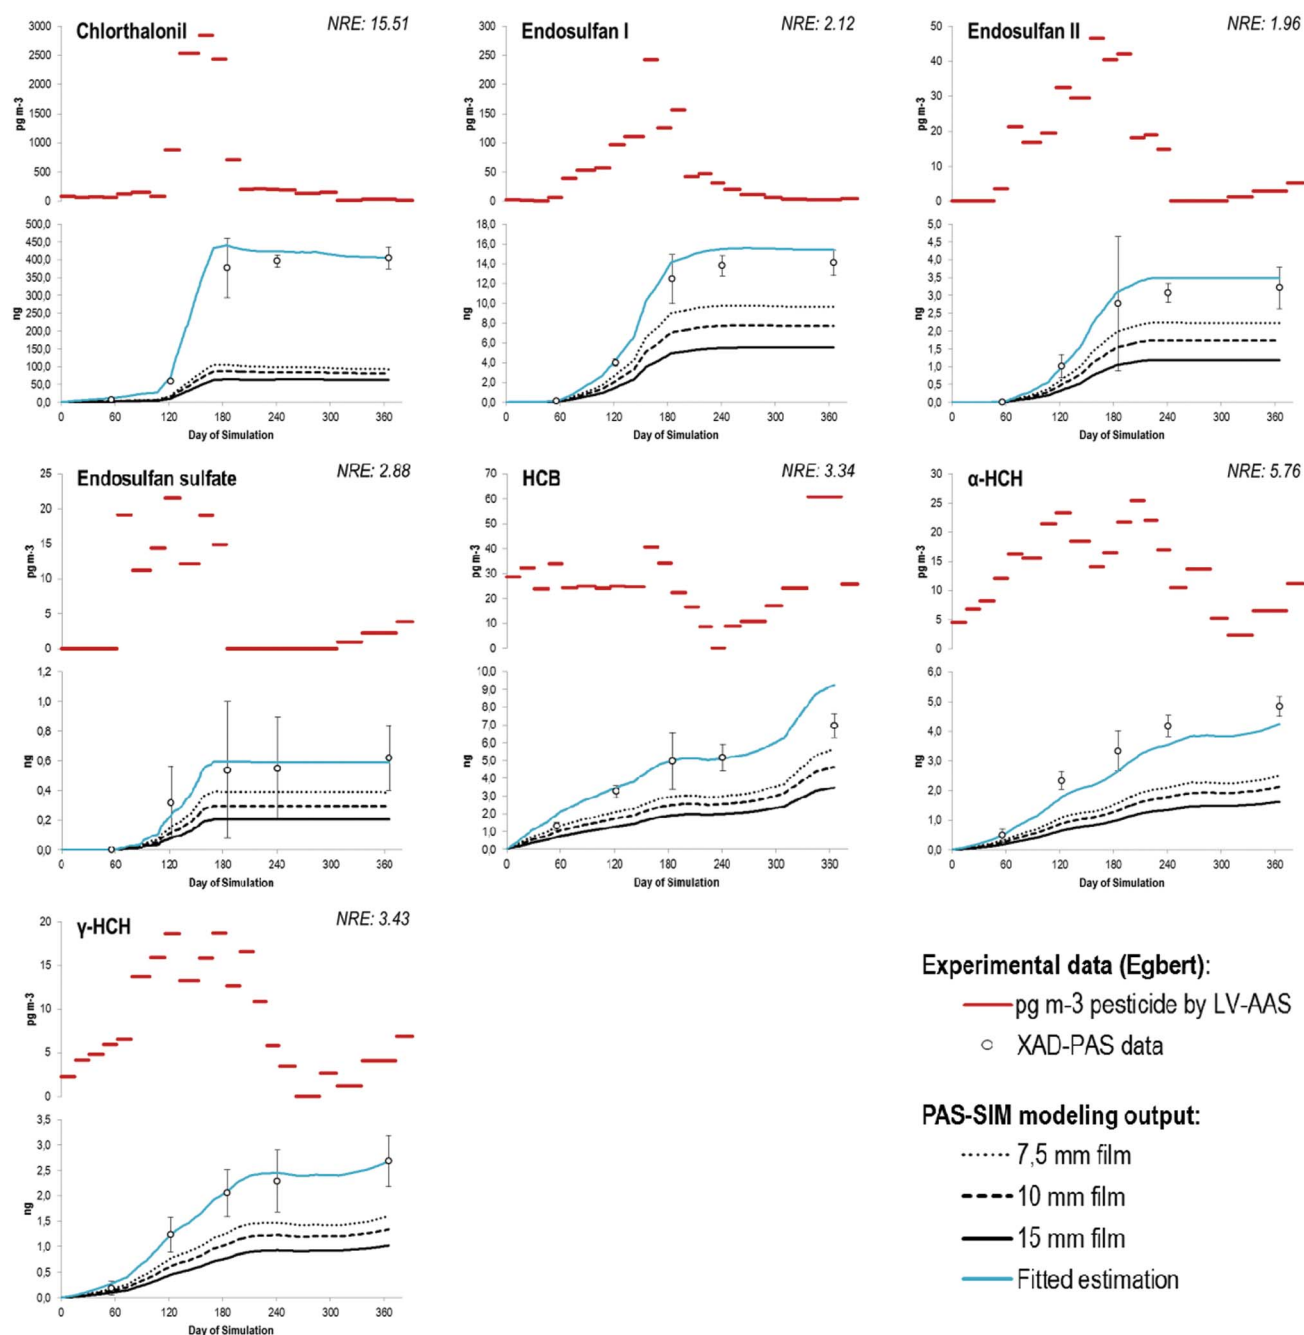 Chlorthalonil NRE: 15.51
3000
2500
2000
1500
1000
500
0
pg m-3
500,0
450,0
400,0
350,0
300,0
250,0
200,0
150,0
100,0
50,0
0,0
ng
0 60 120 180 240 300 360
Day of Simulation
Endosulfan I NRE: 2.12
300
250
200
150
100
50
0
pg m-3
18,0
16,0
14,0
12,0
10,0
8,0
6,0
4,0
2,0
0,0
ng
0 60 120 180 240 300 360
Day of Simulation
Endosulfan II NRE: 1.96
50
40
30
20
10
0
pg m-3
5,0
4,5
4,0
3,5
3,0
2,5
2,0
1,5
1,0
0,5
0,0
ng
0 60 120 180 240 300 360
Day of Simulation
Endosulfan sulfate NRE: 2.88
25
20
15
10
5
0
pg m-3
1,2
1,0
0,8
0,6
0,4
0,2
0,0
ng
0 60 120 180 240 300 360
Day of Simulation
HCB NRE: 3.34
70
60
50
40
30
20
10
0
pg m-3
10,0
9,0
8,0
7,0
6,0
5,0
4,0
3,0
2,0
1,0
0,0
ng
0 60 120 180 240 300 360
Day of Simulation
α-HCH NRE: 5.76
30
25
20
15
10
5
0
pg m-3
6,0
5,0
4,0
3,0
2,0
1,0
0,0
ng
0 60 120 180 240 300 360
Day of Simulation
γ-HCH NRE: 3.43
20
15
10
5
0
pg m-3
3,5
3,0
2,5
2,0
1,5
1,0
0,5
0,0
ng
0 60 120 180 240 300 360
Day of Simulation
Experimental data (Egbert):
pg m-3 pesticide by LV-AAS
XAD-PAS data
PAS-SIM modeling output:
7,5 mm film
10 mm film
15 mm film
Fitted estimation